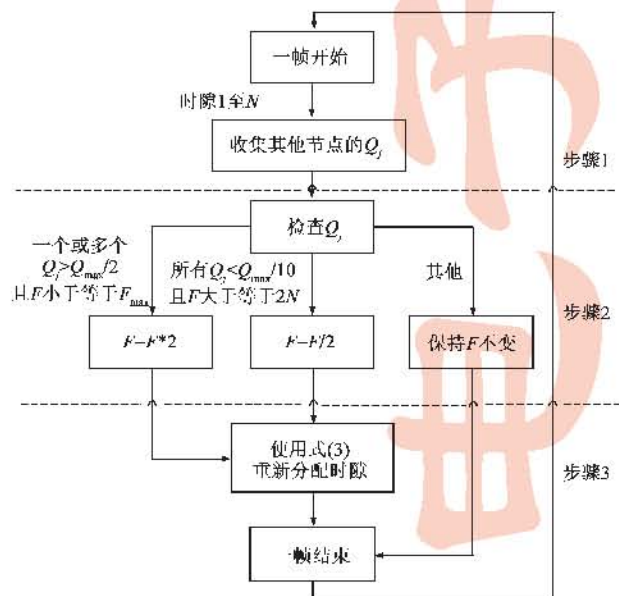 一帧开始
时隙1至N
收集其他节点的Qj
步骤1
检查Qj
一个或多个
Qj>Qmax/2
且F小于等于Fmax
所有Qj<Qmax/10
且F大于等于2N
其他
步骤2
F=F*2
F=F/2
保持F不变
使用式(3)
重新分配时隙
步骤3
一帧结束